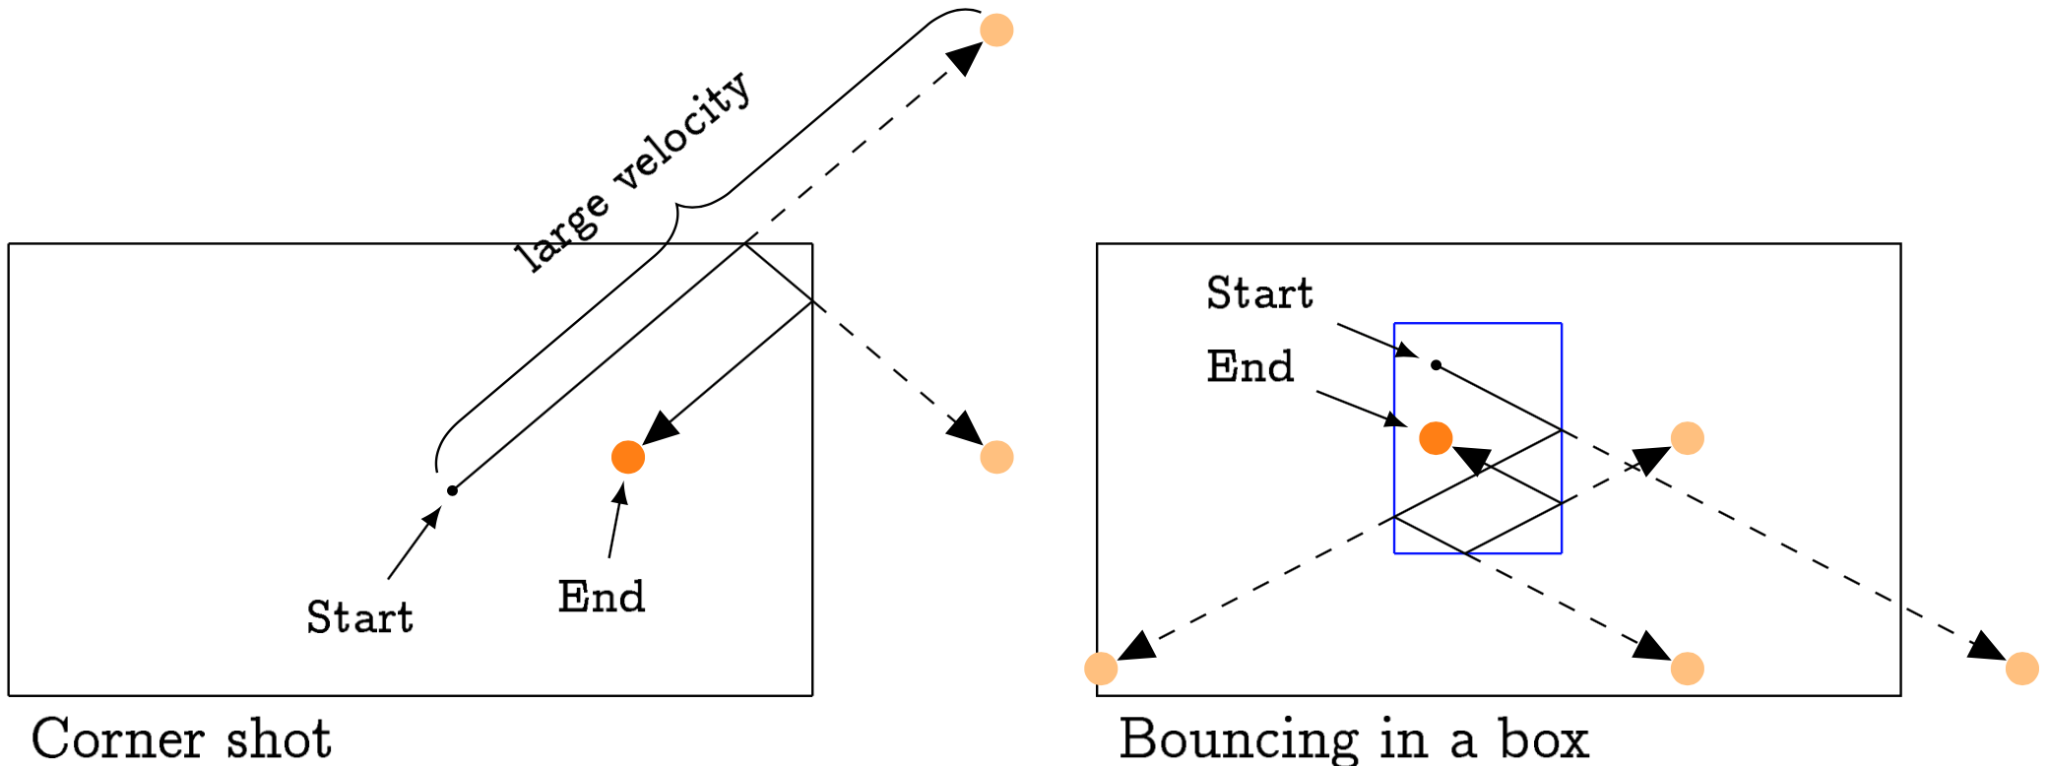 large velocity
Start
End
Corner shot
Start
End
Bouncing in a box